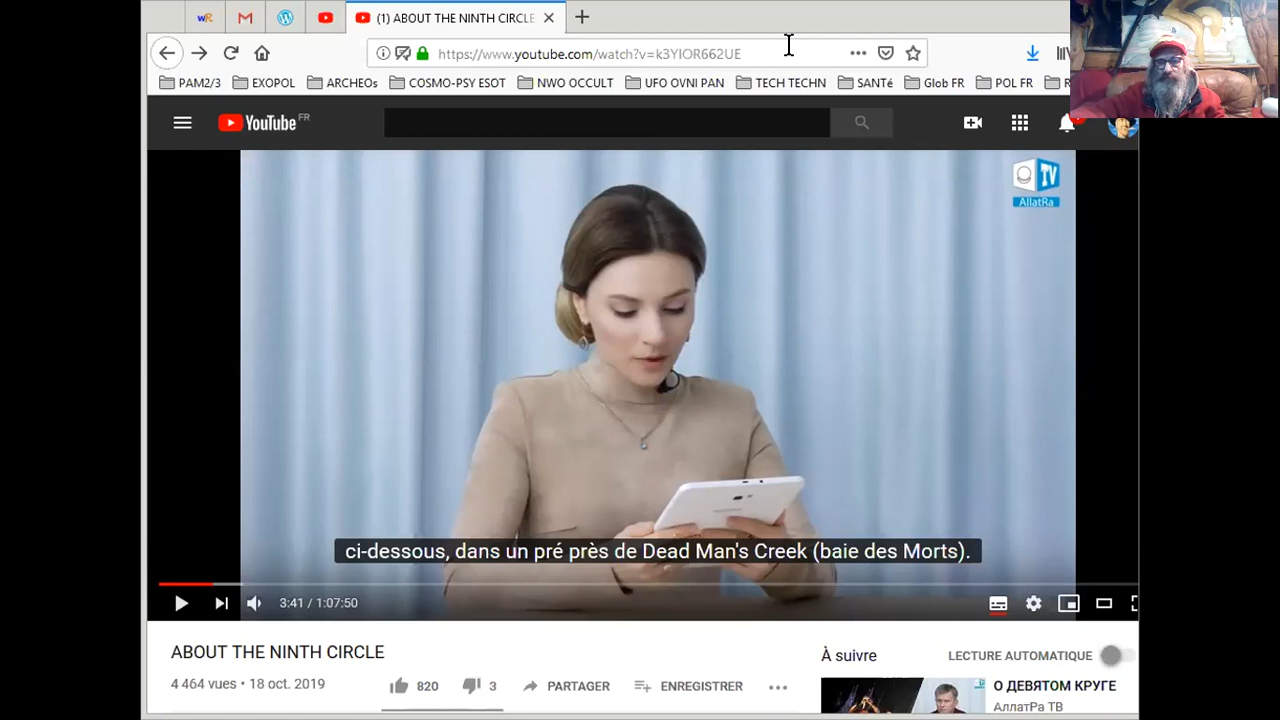 (1) ABOUT THE NINTH CIRCLE
https://www.youtube.com/watch?v=k3YIOR662UE
PAM2/3 EXOPOL ARCHEOs COSMO-PSY ESOT NWO OCCULT UFO OVNI PAN TECH TECHN SANTé Glob FR POL FR
YouTube FR
TV
AllatRa
ci-dessous, dans un pré près de Dead Man's Creek (baie des Morts).
3:41 / 1:07:50
ABOUT THE NINTH CIRCLE
4 464 vues • 18 oct. 2019
820
3
PARTAGER
ENREGISTRER
À suivre
LECTURE AUTOMATIQUE
О ДЕВЯТОМ КРУГЕ
АллатРа ТВ